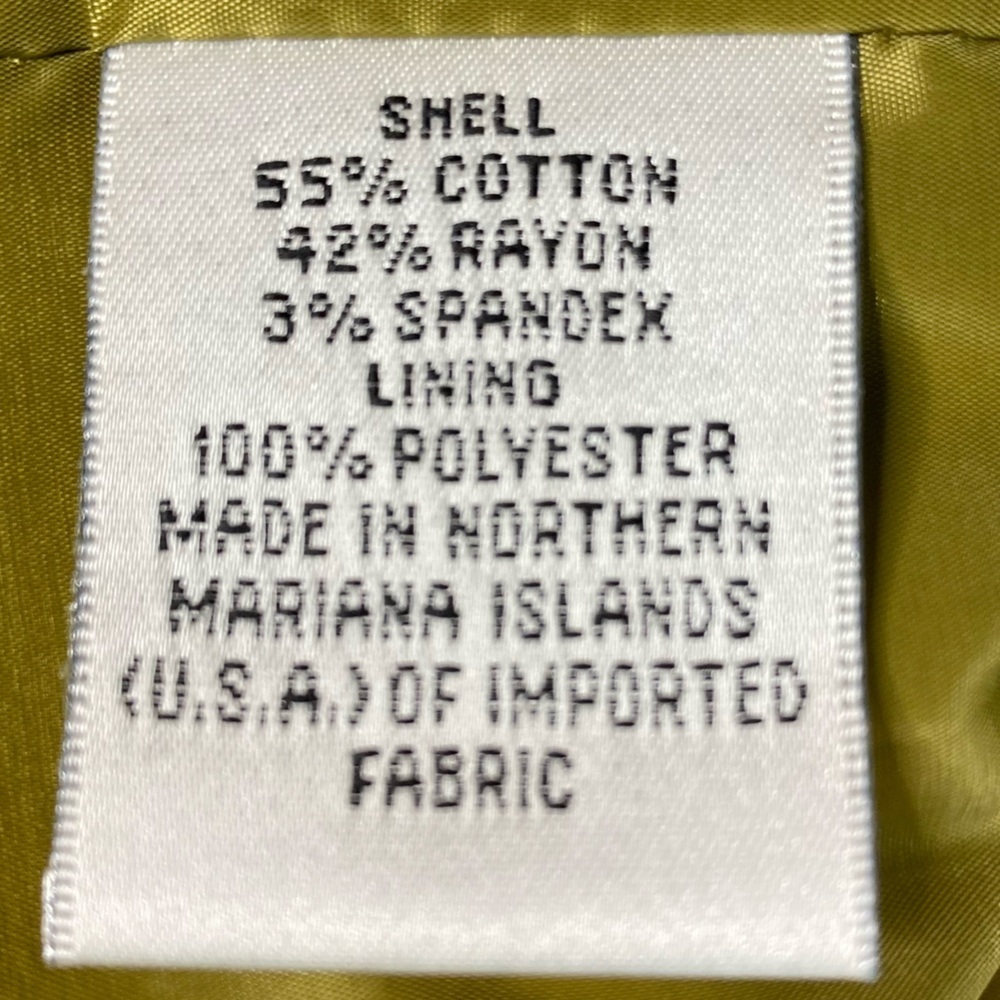 SHELL
55% COTTON
42% RAYON
3% SPANDEX
LINING
100% POLYESTER
MADE IN NORTHERN
MARIANA ISLANDS
(U.S.A.) OF IMPORTED
FABRIC